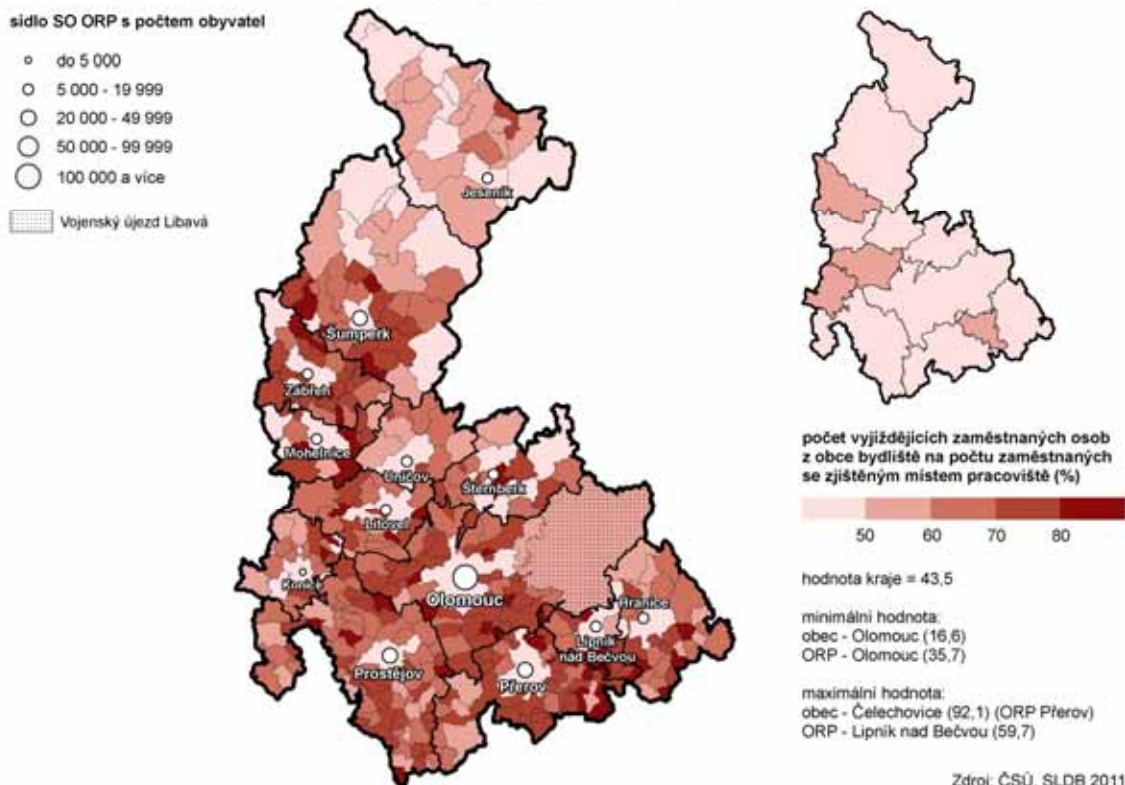 sídlo SO ORP s počtem obyvatel
do 5 000
5 000 - 19 999
20 000 - 49 999
50 000 - 99 999
100 000 a více
Vojenský újezd Libavá
Jeseník
Šumperk
Zábřeh
Mohelnice
Uničov
Šternberk
Litovel
Konice
Olomouc
Hranice
Lipník
nad Bečvou
Prostějov
Přerov
počet vyjíždějících zaměstnaných osob
z obce bydliště na počtu zaměstnaných
se zjištěným místem pracoviště (%)
50 60 70 80
hodnota kraje = 43,5
minimální hodnota:
obec - Olomouc (16,6)
ORP - Olomouc (35,7)
maximální hodnota:
obec - Čelechovice (92,1) (ORP Přerov)
ORP - Lipník nad Bečvou (59,7)
Zdroj: ČSÚ, SLDB 2011